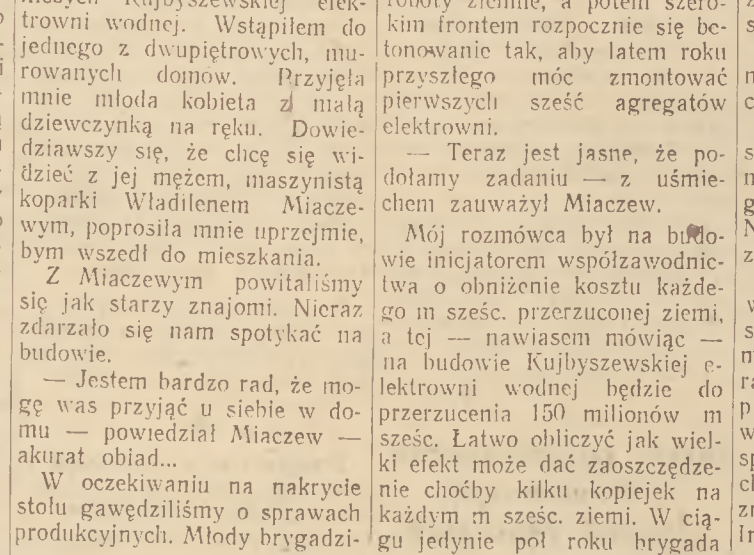 Kujbyszewskiej elek-
trowni wodnej. Wstąpiłem do
jednego z dwupiętrowych, mu-
rowanych domów. Przyjęła
mnie młoda kobieta z małą
dziewczynką na ręku. Dowie-
dziawszy się, że chcę się wi-
dzieć z jej mężem, maszynistą
koparki Władilenem Miacze-
wym, poprosiła mnie uprzejmie,
bym wszedł do mieszkania.
Z Miaczewym powitaliśmy
się jak starzy znajomi. Nieraz
zdarzało się nam spotykać na
budowie.
— Jestem bardzo rad, że mo-
gę was przyjąć u siebie w do-
mu — powiedział Miaczew —
akurat obiad...
W oczekiwaniu na nakrycie
stołu gawędziliśmy o sprawach
produkcyjnych. Młody brygadzi-
roboty ziemne, a potem szero-
kim frontem rozpocznie się be-
tonowanie tak, aby latem roku
przyszłego móc zmontować
pierwszych sześć agregatów
elektrowni.
— Teraz jest jasne, że po-
dołamy zadaniu — z uśmie-
chem zauważył Miaczew.
Mój rozmówca był na budo-
wie inicjatorem współzawodnic-
twa o obniżenie kosztu każde-
go m sześc. przerzuconej ziemi,
a tej — nawiasem mówiąc —
na budowie Kujbyszewskiej e-
lektrowni wodnej będzie do
przerzucenia 150 milionów m
sześc. Łatwo obliczyć jak wiel-
ki efekt może dać zaoszczędze-
nie choćby kilku kopiejek na
każdym m sześc. ziemi. W cią-
gu jedynie pół roku brygada